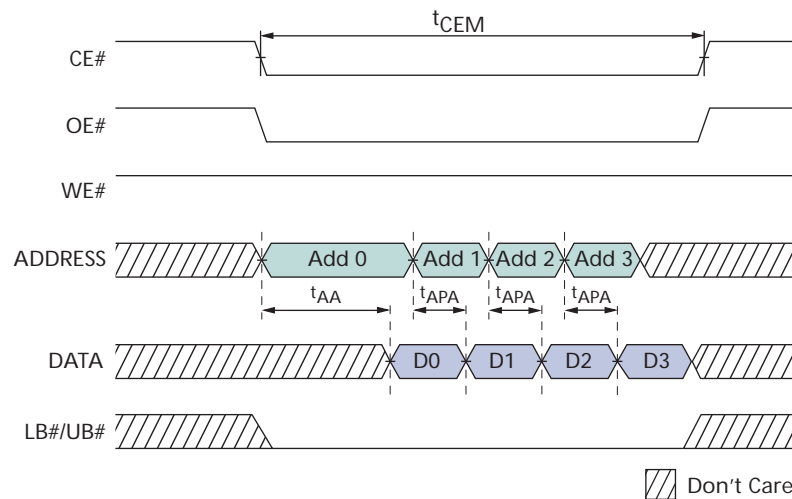 tCEM
CE#
OE#
WE#
ADDRESS Add 0 Add 1 Add 2 Add 3
tAA tAPA tAPA tAPA
DATA D0 D1 D2 D3
LB#/UB#
Don't Care